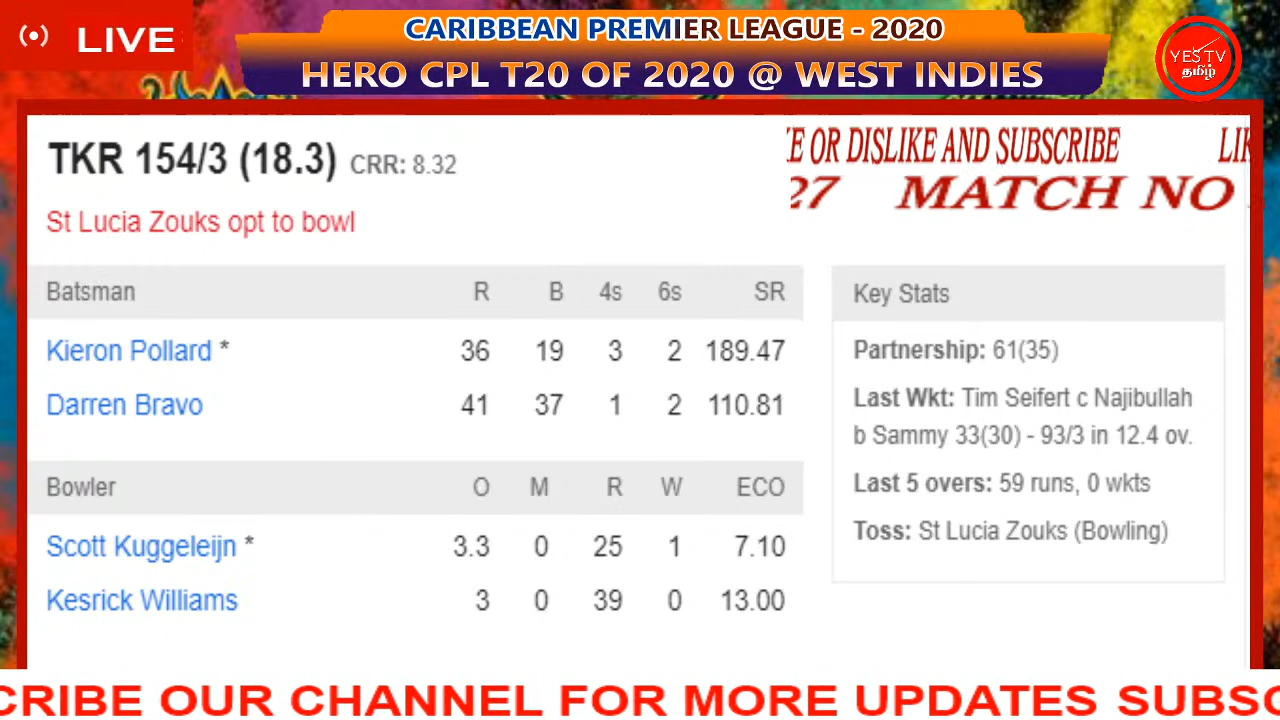 LIVE
CARIBBEAN PREMIER LEAGUE - 2020
HERO CPL T20 OF 2020 @ WEST INDIES
YES TV
தமிழ்
TKR 154/3 (18.3) CRR: 8.32
OR DISLIKE AND SUBSCRIBE
27 MATCH NO
St Lucia Zouks opt to bowl
Batsman R B 4s 6s SR
Kieron Pollard * 36 19 3 2 189.47
Darren Bravo 41 37 1 2 110.81
Bowler O M R W ECO
Scott Kuggeleijn * 3.3 0 25 1 7.10
Kesrick Williams 3 0 39 0 13.00
Key Stats
Partnership: 61(35)
Last Wkt: Tim Seifert c Najibullah
b Sammy 33(30) - 93/3 in 12.4 ov.
Last 5 overs: 59 runs, 0 wkts
Toss: St Lucia Zouks (Bowling)
CRIBE OUR CHANNEL FOR MORE UPDATES SUBSC